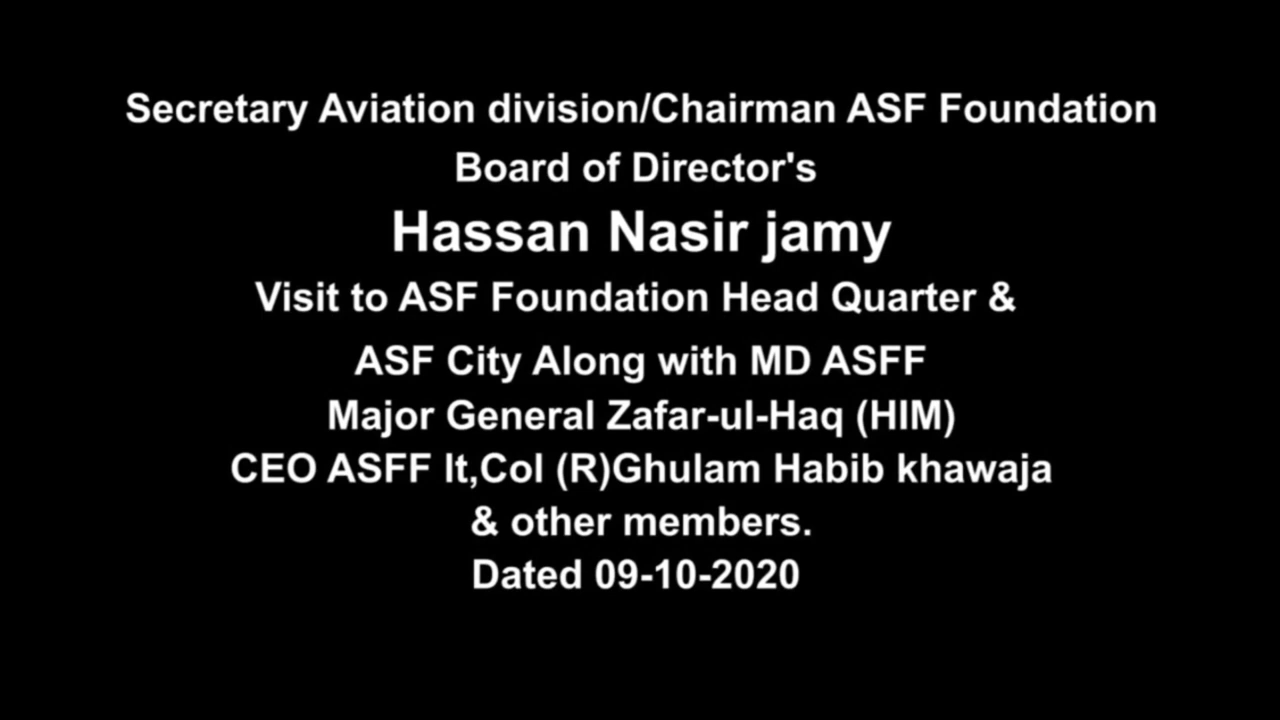 Secretary Aviation division/Chairman ASF Foundation
Board of Director's
Hassan Nasir jamy
Visit to ASF Foundation Head Quarter &
ASF City Along with MD ASFF
Major General Zafar-ul-Haq (HIM)
CEO ASFF lt,Col (R)Ghulam Habib khawaja
& other members.
Dated 09-10-2020